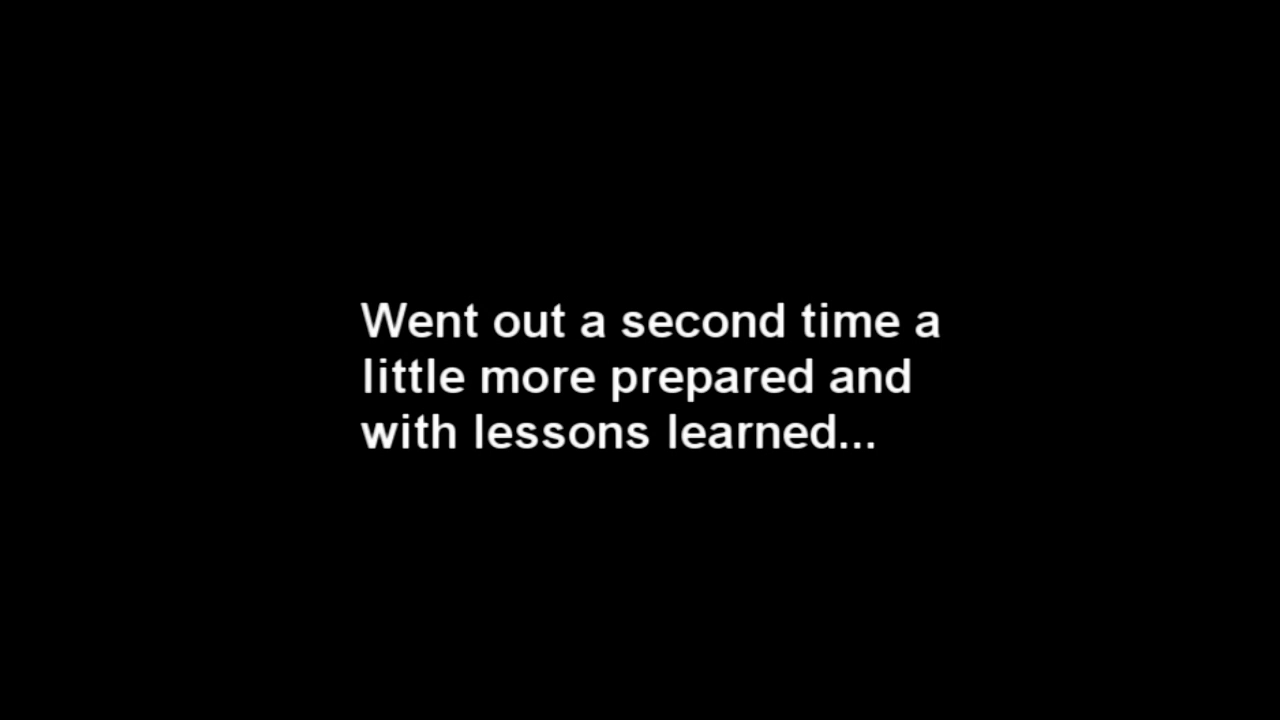 Went out a second time a
little more prepared and
with lessons learned...